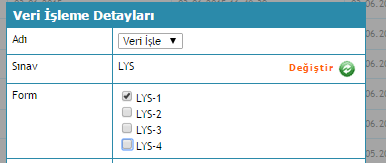 Veri İşleme Detayları
Adı Veri İşle
Sınav LYS Değiştir
Form LYS-1
LYS-2
LYS-3
LYS-4